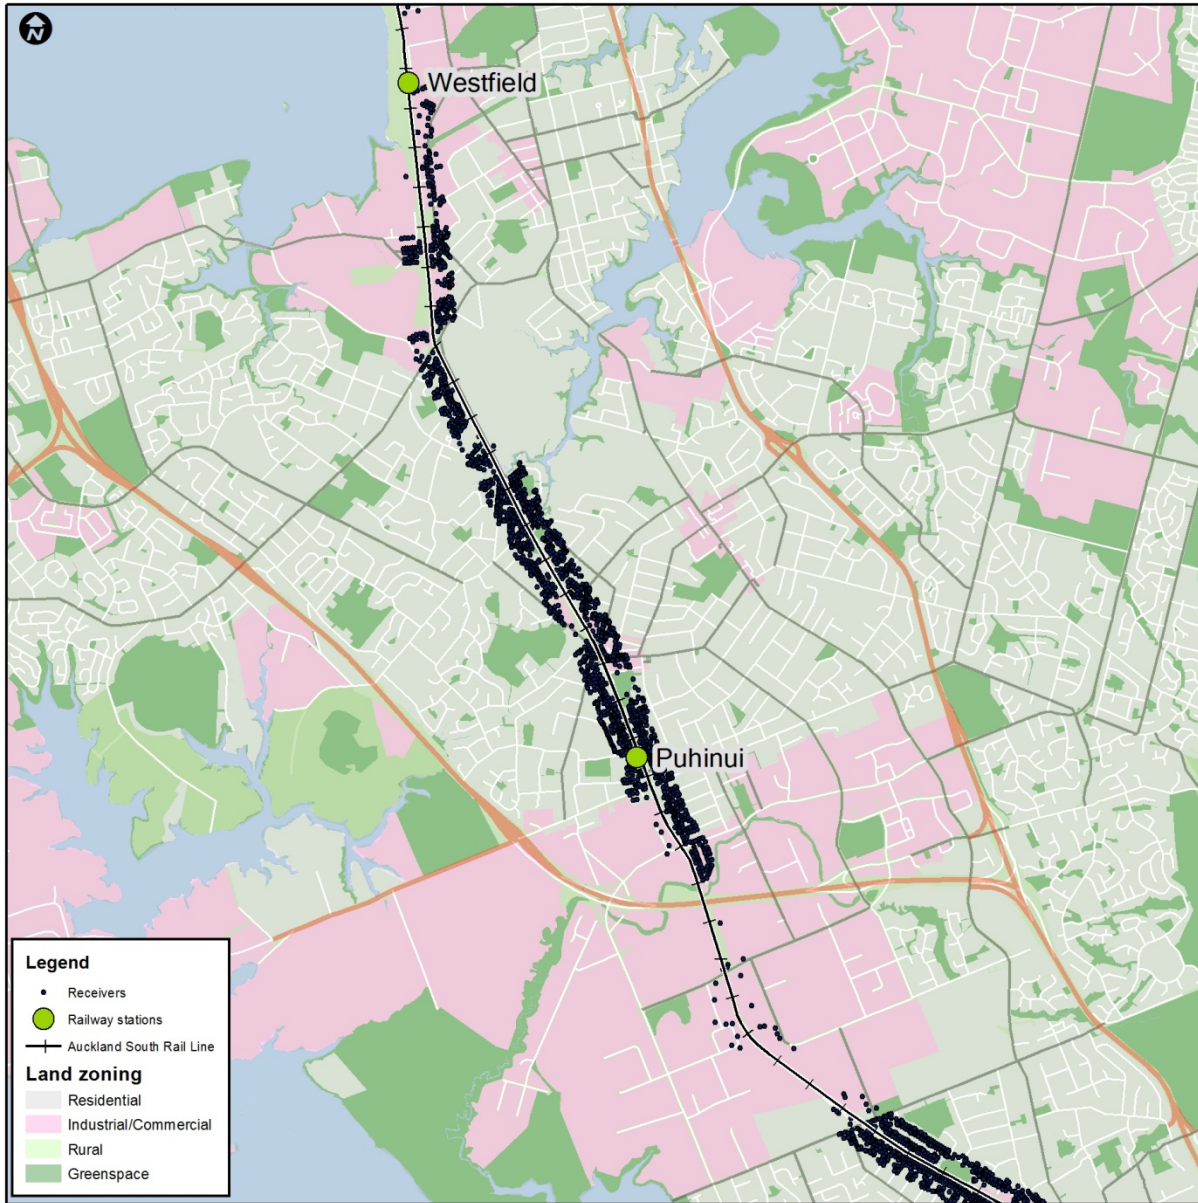 N
Westfield
Puhinui
Legend
Receivers
Railway stations
Auckland South Rail Line
Land zoning
Residential
Industrial/Commercial
Rural
Greenspace